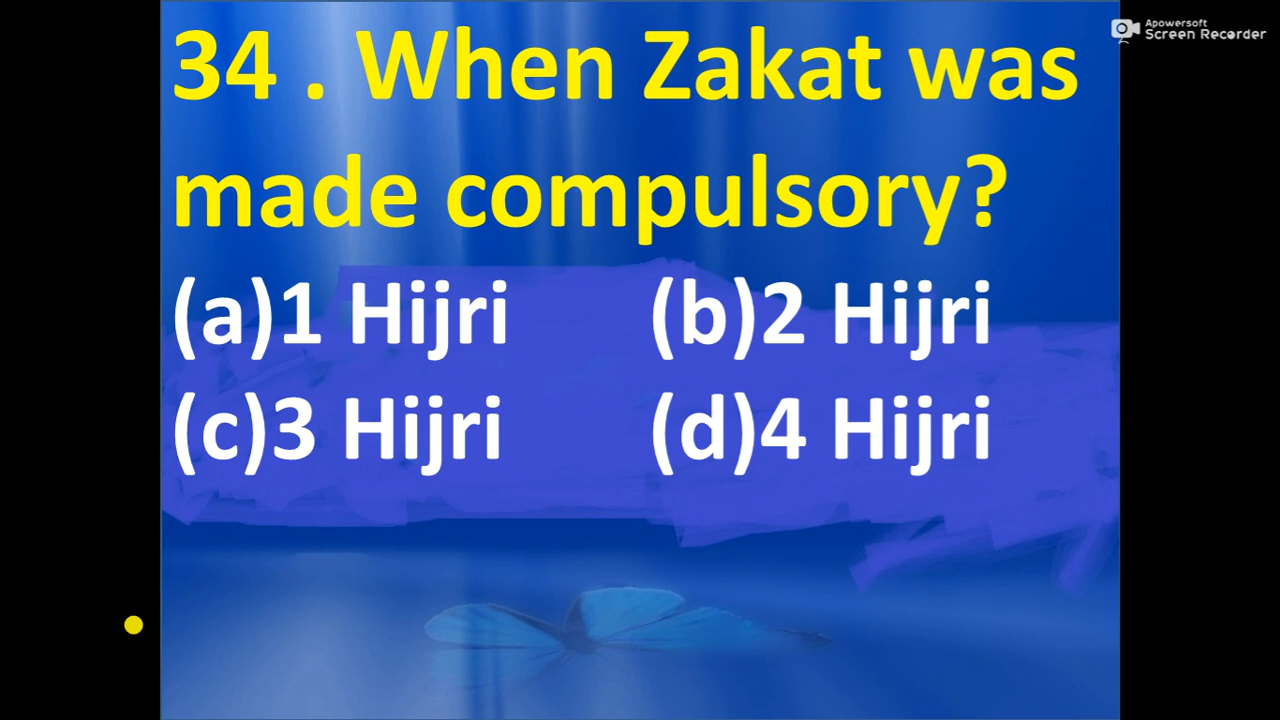 34 . When Zakat was
made compulsory?
(a)1 Hijri (b)2 Hijri
(c)3 Hijri (d)4 Hijri
Apowersoft
Screen Recorder